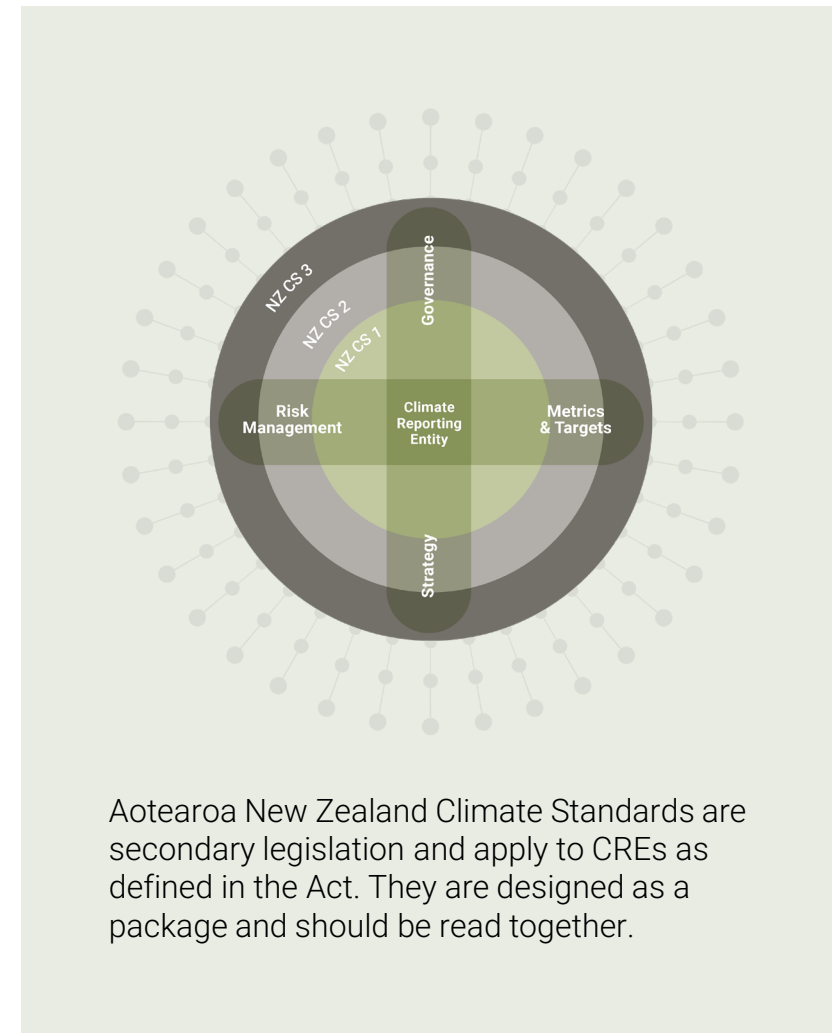 Governance
NZ CS 3
NZ CS 2
NZ CS 1
Risk
Management
Climate
Reporting
Entity
Metrics
& Targets
Strategy
Aotearoa New Zealand Climate Standards are
secondary legislation and apply to CREs as
defined in the Act. They are designed as a
package and should be read together.